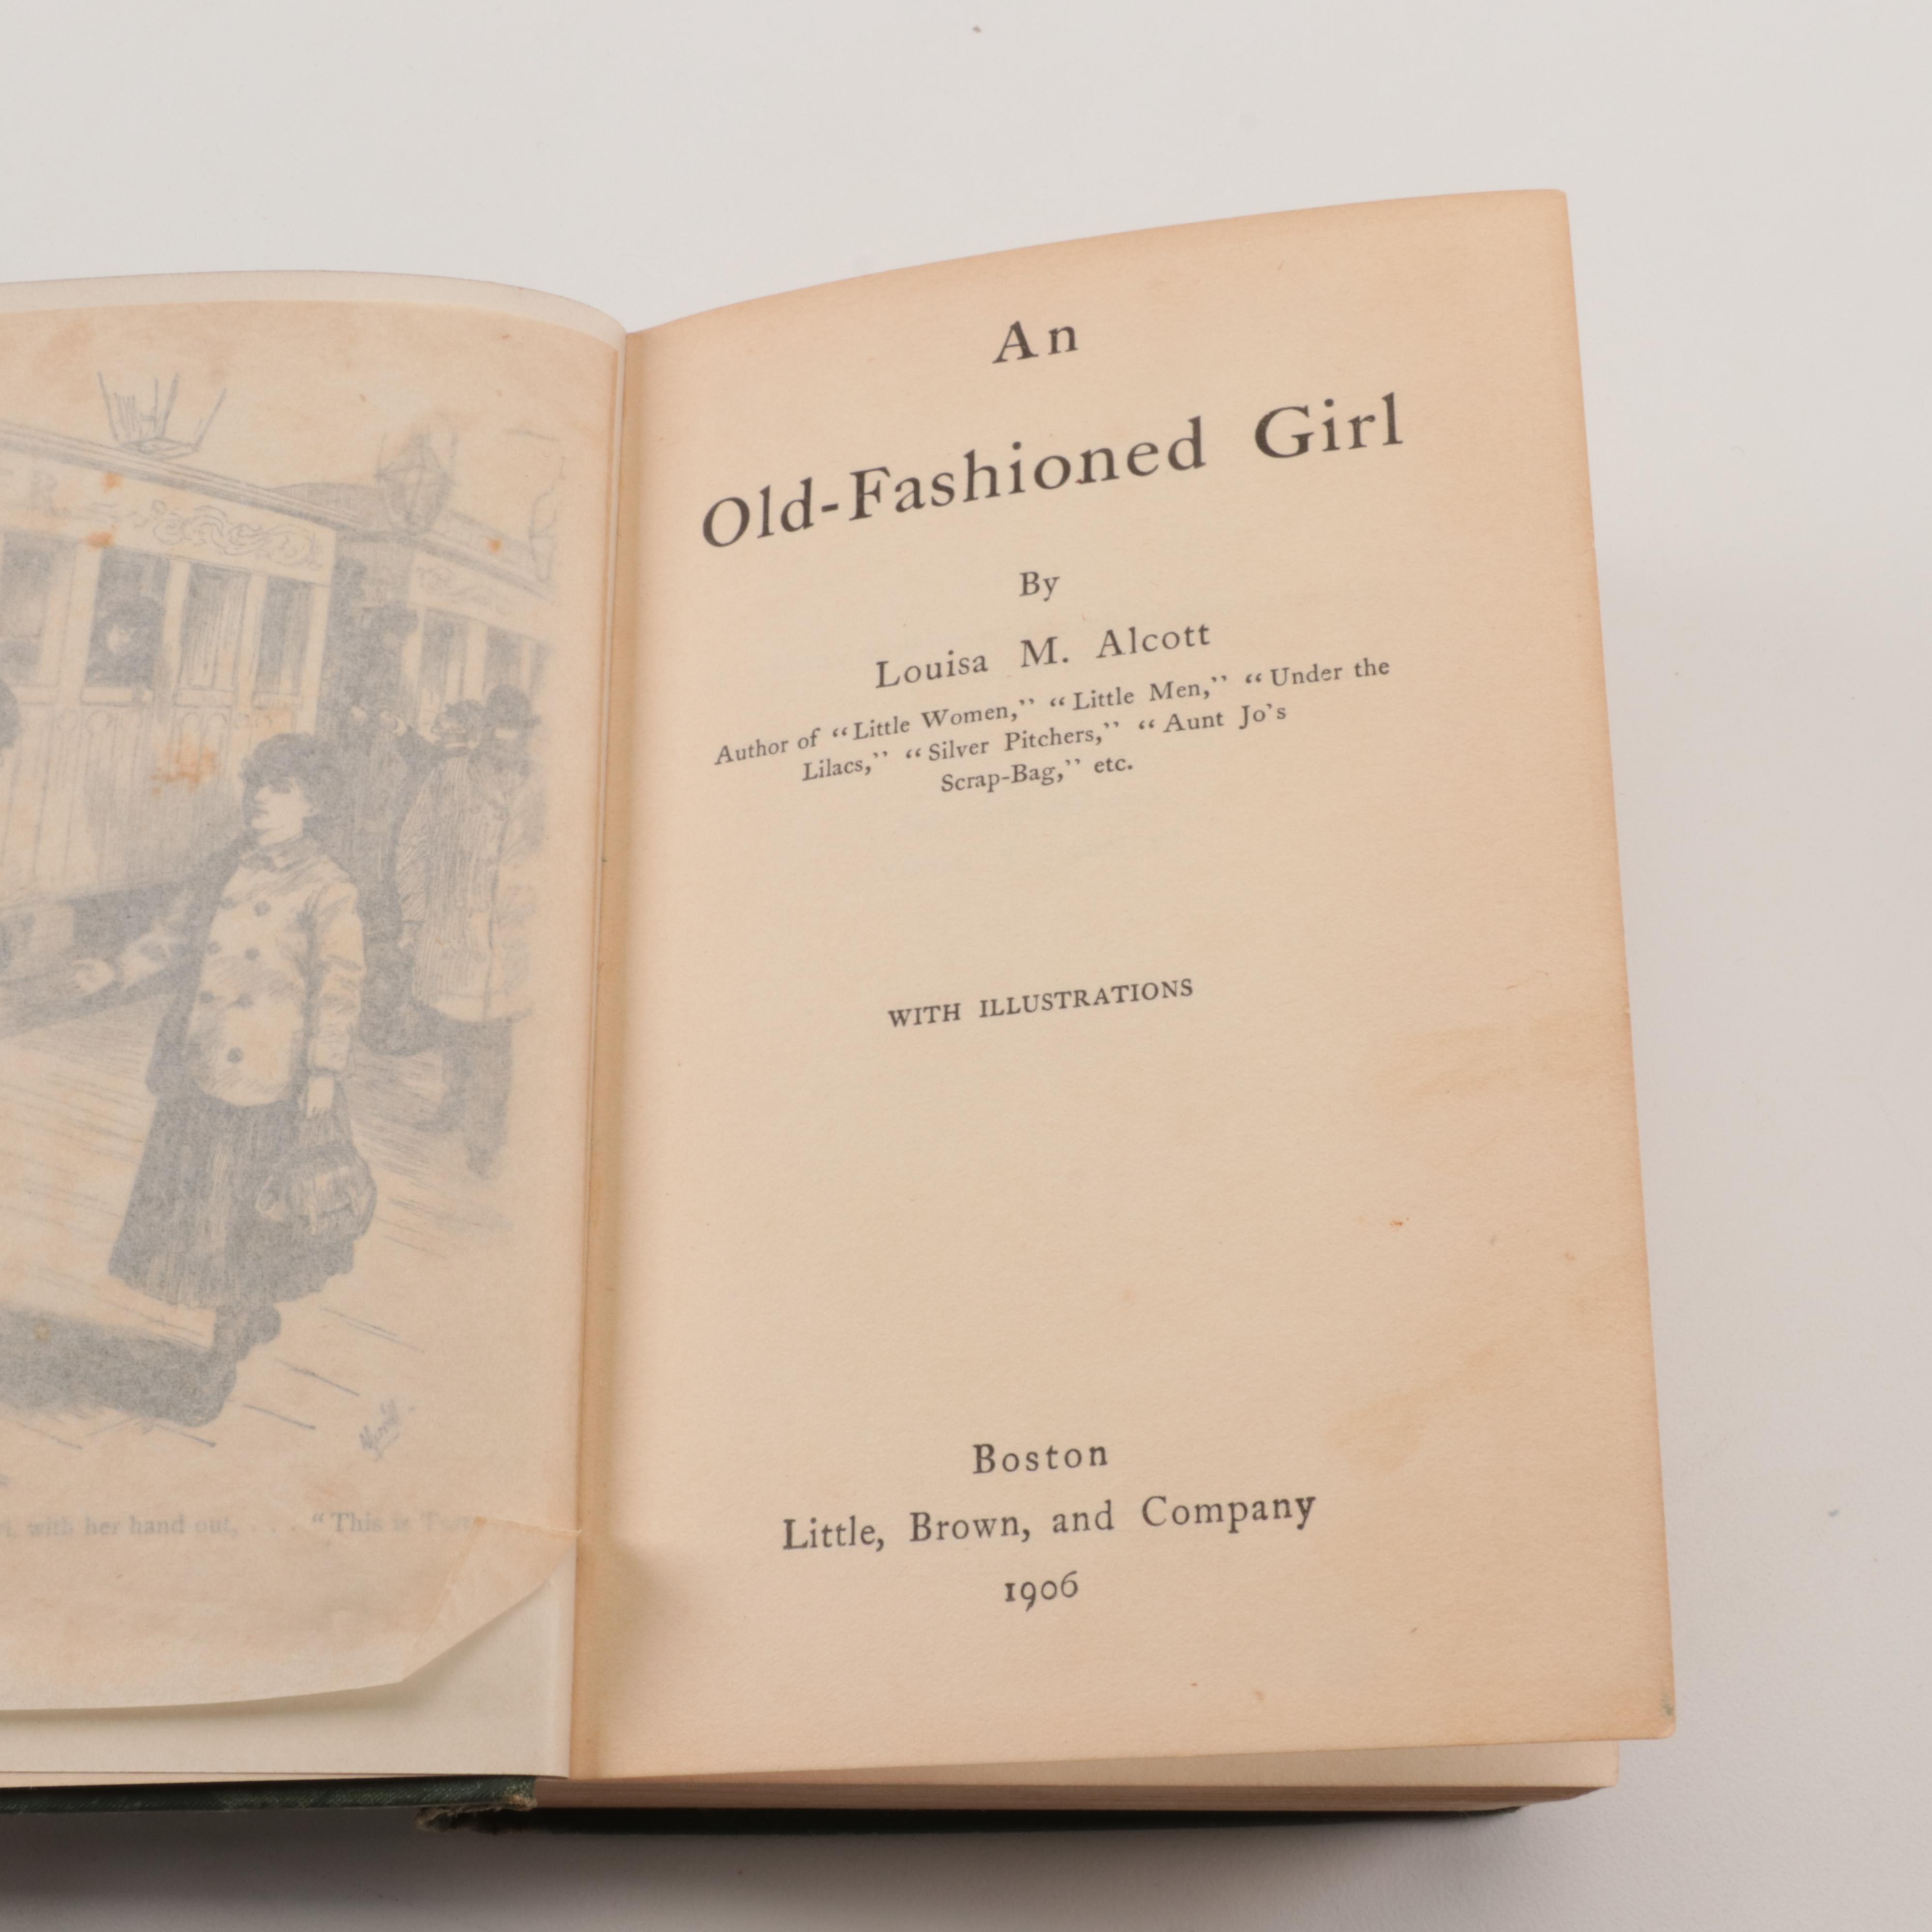 with her hand out, . . . "This is
An
Old-Fashioned Girl
By
Louisa M. Alcott
Author of "Little Women," "Little Men," "Under the
Lilacs," "Silver Pitchers," "Aunt Jo's
Scrap-Bag," etc.
WITH ILLUSTRATIONS
Boston
Little, Brown, and Company
1906